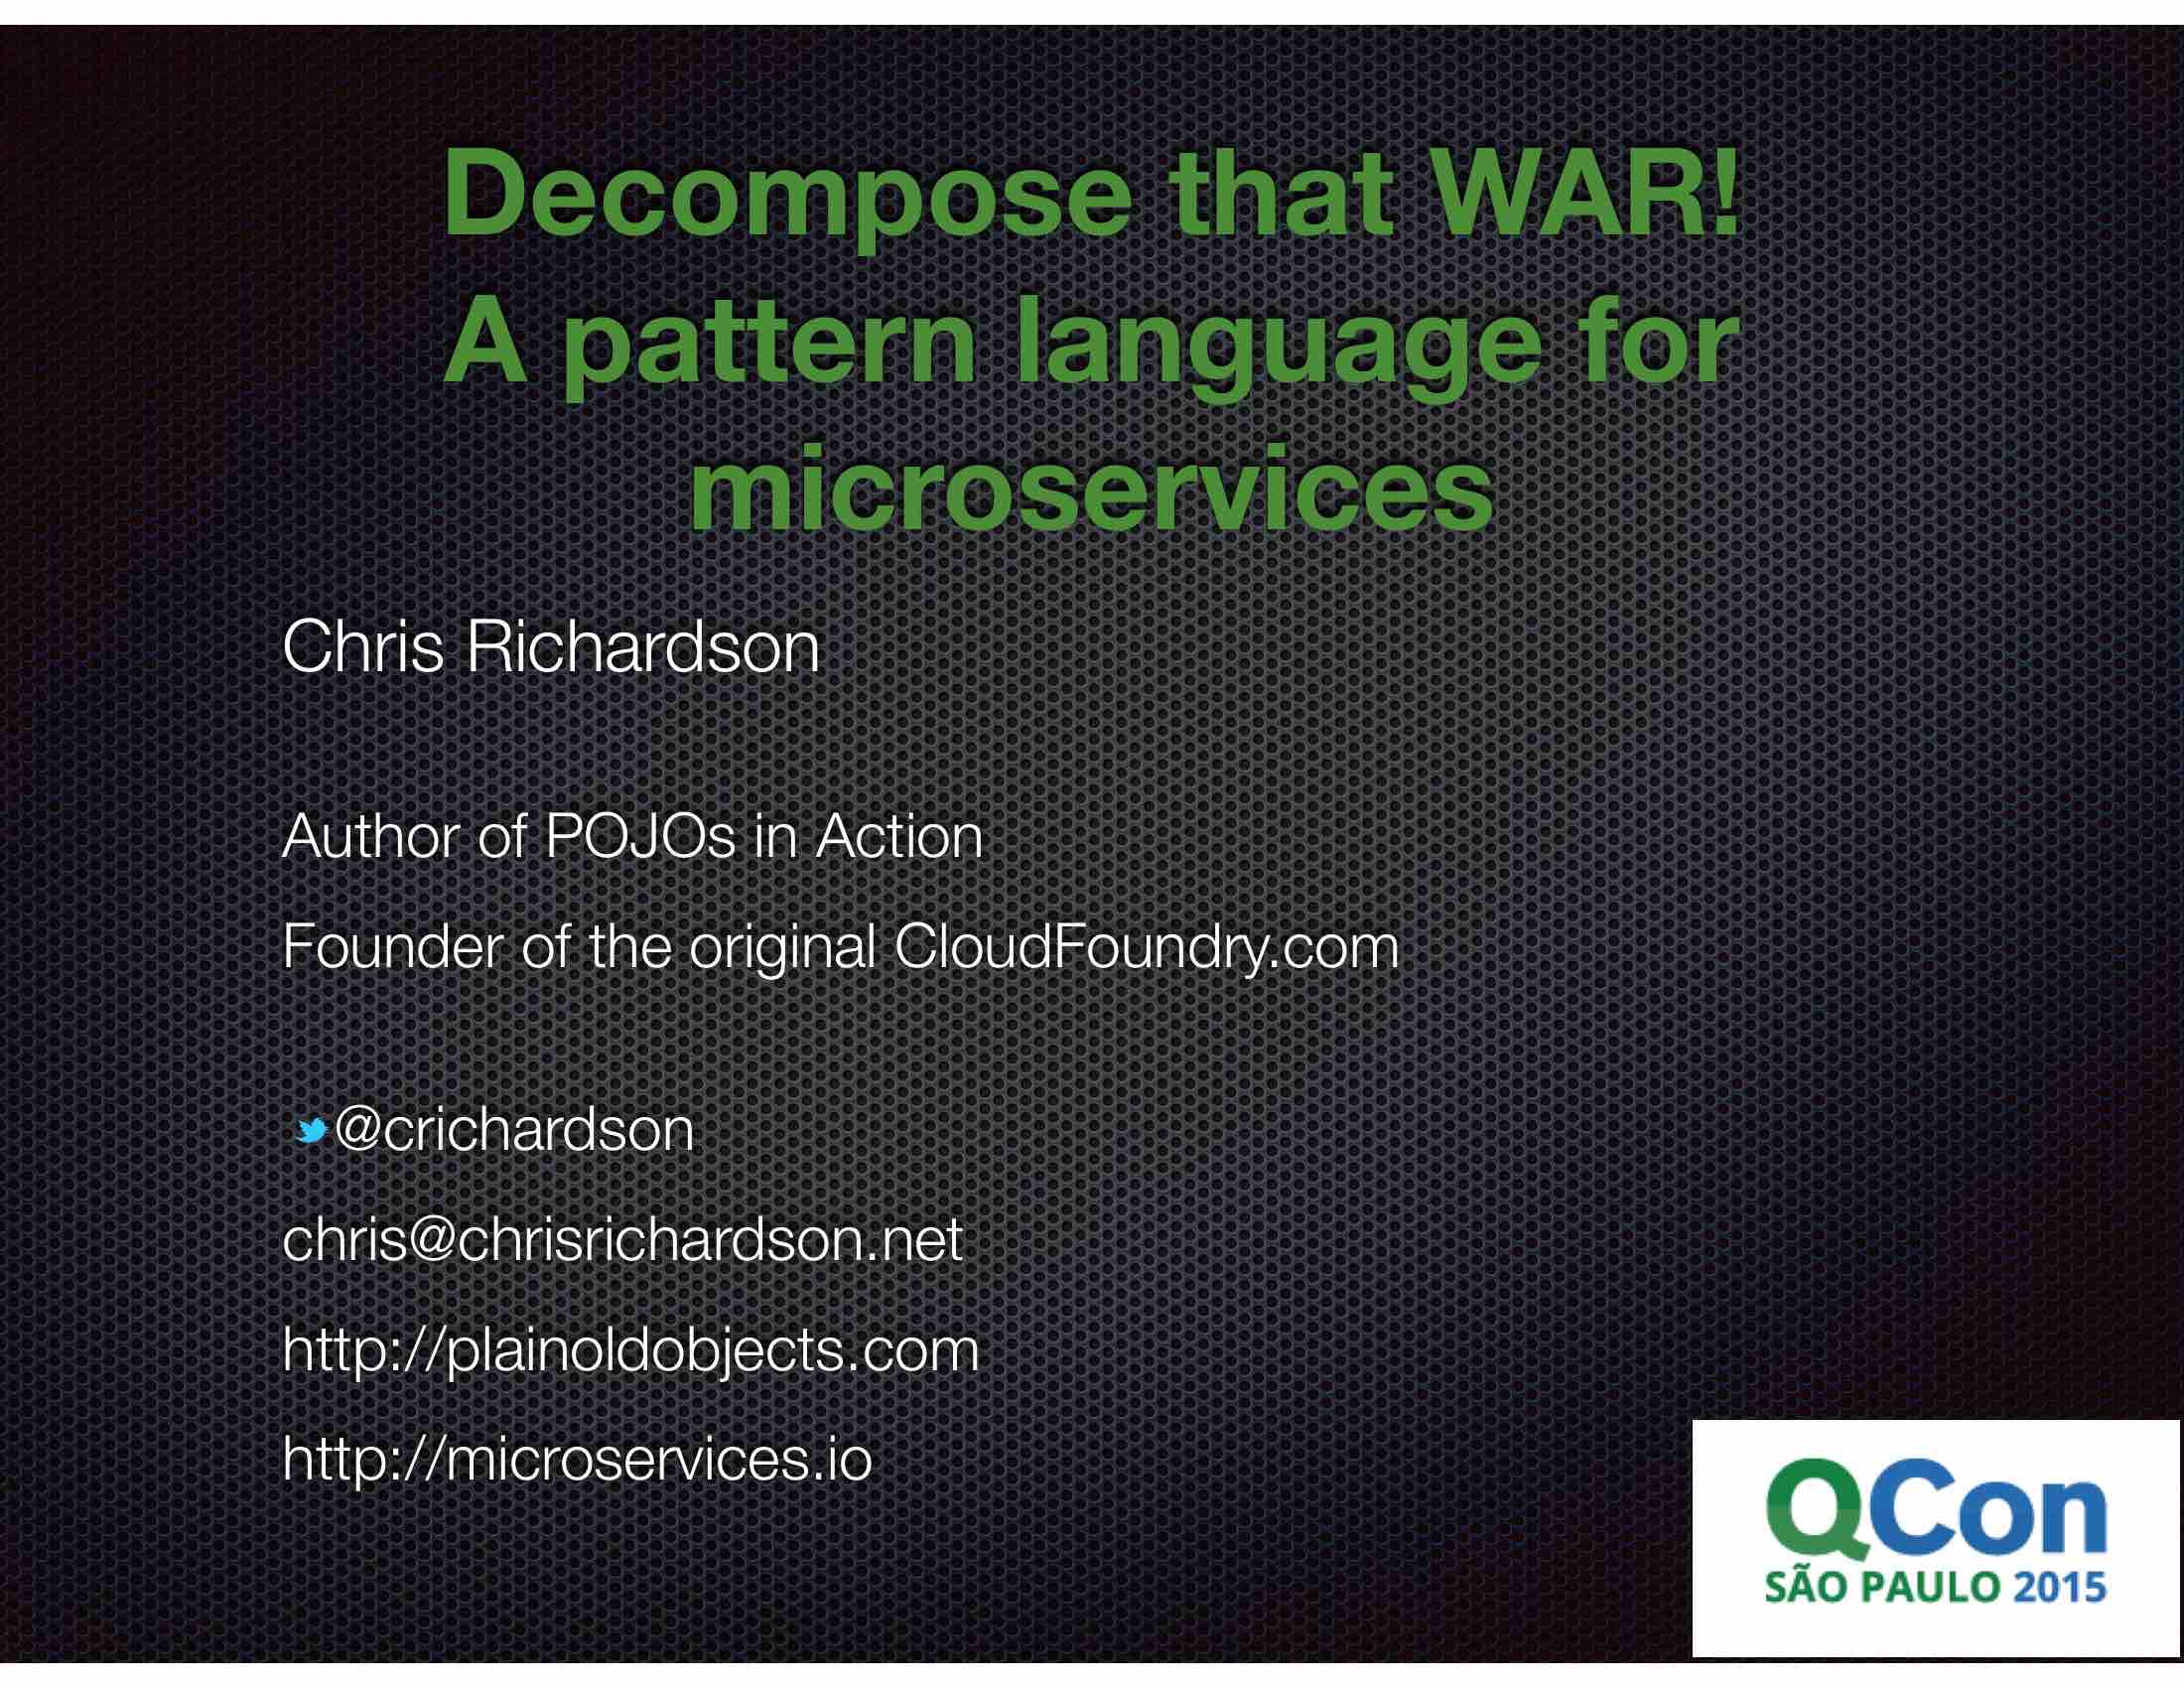 Decompose that WAR!
A pattern language for
microservices
Chris Richardson
Author of POJOs in Action
Founder of the original CloudFoundry.com
@crichardson
chris@chrisrichardson.net
http://plainoldobjects.com
http://microservices.io
QCon
SÃO PAULO 2015